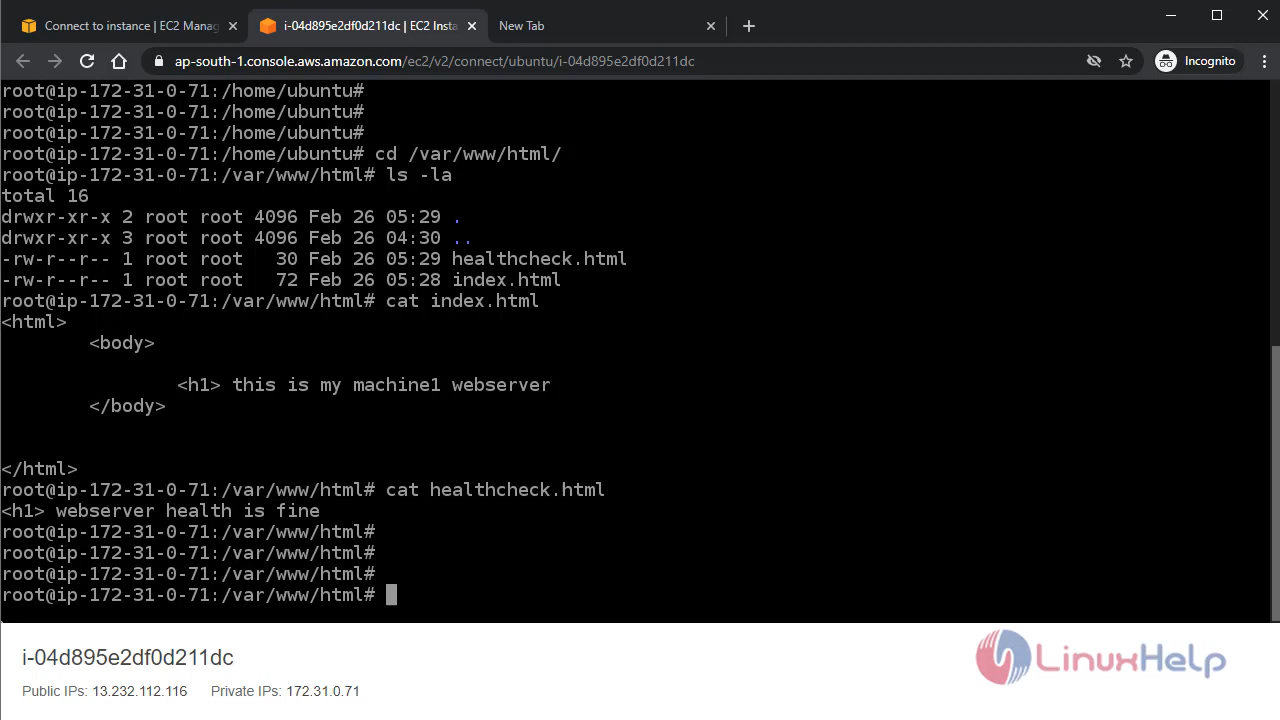 Connect to instance | EC2 Manag
i-04d895e2df0d211dc | EC2 Insta
New Tab
ap-south-1.console.aws.amazon.com/ec2/v2/connect/ubuntu/i-04d895e2df0d211dc
Incognito
root@ip-172-31-0-71:/home/ubuntu#
root@ip-172-31-0-71:/home/ubuntu#
root@ip-172-31-0-71:/home/ubuntu#
root@ip-172-31-0-71:/home/ubuntu# cd /var/www/html/
root@ip-172-31-0-71:/var/www/html# ls -la
total 16
drwxr-xr-x 2 root root 4096 Feb 26 05:29 .
drwxr-xr-x 3 root root 4096 Feb 26 04:30 ..
-rw-r--r-- 1 root root   30 Feb 26 05:29 healthcheck.html
-rw-r--r-- 1 root root   72 Feb 26 05:28 index.html
root@ip-172-31-0-71:/var/www/html# cat index.html
<html>
        <body>
                <h1> this is my machine1 webserver
        </body>
</html>
root@ip-172-31-0-71:/var/www/html# cat healthcheck.html
<h1> webserver health is fine
root@ip-172-31-0-71:/var/www/html#
root@ip-172-31-0-71:/var/www/html#
root@ip-172-31-0-71:/var/www/html#
root@ip-172-31-0-71:/var/www/html#
i-04d895e2df0d211dc
Public IPs: 13.232.112.116 Private IPs: 172.31.0.71
LinuxHelp